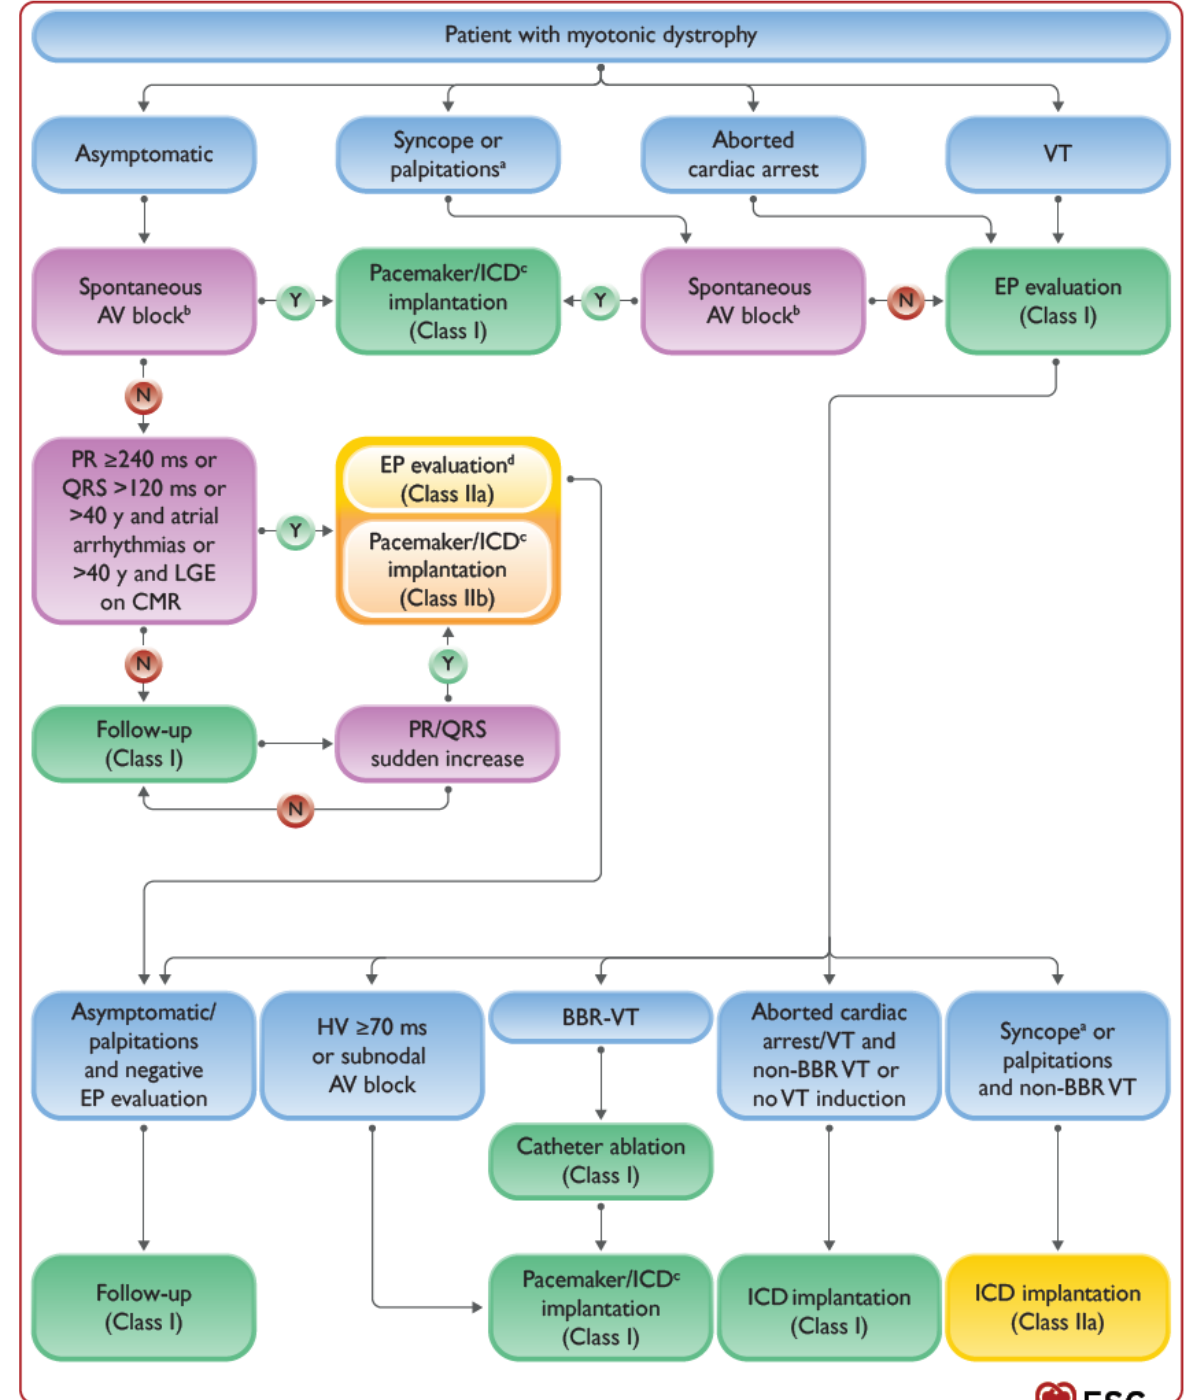 Patient with myotonic dystrophy
Asymptomatic
Syncope or
palpitationsᵃ
Aborted
cardiac arrest
VT
Spontaneous
AV blockᵇ
Y
Pacemaker/ICDᶜ
implantation
(Class I)
Y
Spontaneous
AV blockᵇ
N
EP evaluation
(Class I)
N
PR ≥240 ms or
QRS >120 ms or
>40 y and atrial
arrhythmias or
>40 y and LGE
on CMR
Y
EP evaluationᵈ
(Class IIa)
Pacemaker/ICDᶜ
implantation
(Class IIb)
N
Y
Follow-up
(Class I)
PR/QRS
sudden increase
N
Asymptomatic/
palpitations
and negative
EP evaluation
HV ≥70 ms
or subnodal
AV block
BBR-VT
Aborted cardiac
arrest/VT and
non-BBR VT or
no VT induction
Syncopeᵃ or
palpitations
and non-BBR VT
Catheter ablation
(Class I)
Follow-up
(Class I)
Pacemaker/ICDᶜ
implantation
(Class I)
ICD implantation
(Class I)
ICD implantation
(Class IIa)
ESC